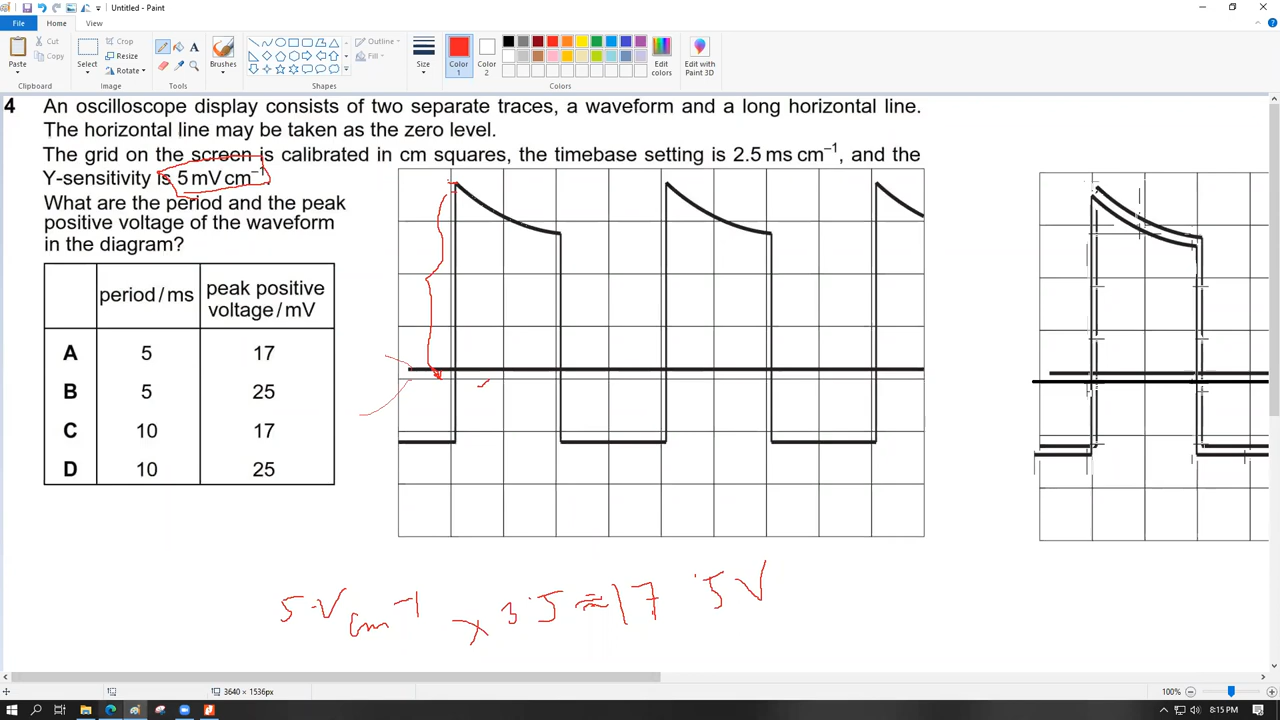 Untitled - Paint
File Home View
Paste
Cut
Copy
Clipboard
Select
Crop
Resize
Rotate
Image
A
Tools
Brushes
Shapes
Outline
Fill
Size
Color 1
Color 2
Edit colors
Colors
Edit with Paint 3D
4 An oscilloscope display consists of two separate traces, a waveform and a long horizontal line.
The horizontal line may be taken as the zero level.
The grid on the screen is calibrated in cm squares, the timebase setting is 2.5 ms cm⁻¹, and the
Y-sensitivity is 5 mV cm⁻¹.
What are the period and the peak
positive voltage of the waveform
in the diagram?
period / ms peak positive voltage / mV
A 5 17
B 5 25
C 10 17
D 10 25
5 V cm⁻¹ × 3.5 ≈ 17.5 V
3640 × 1536px
100%
8:15 PM